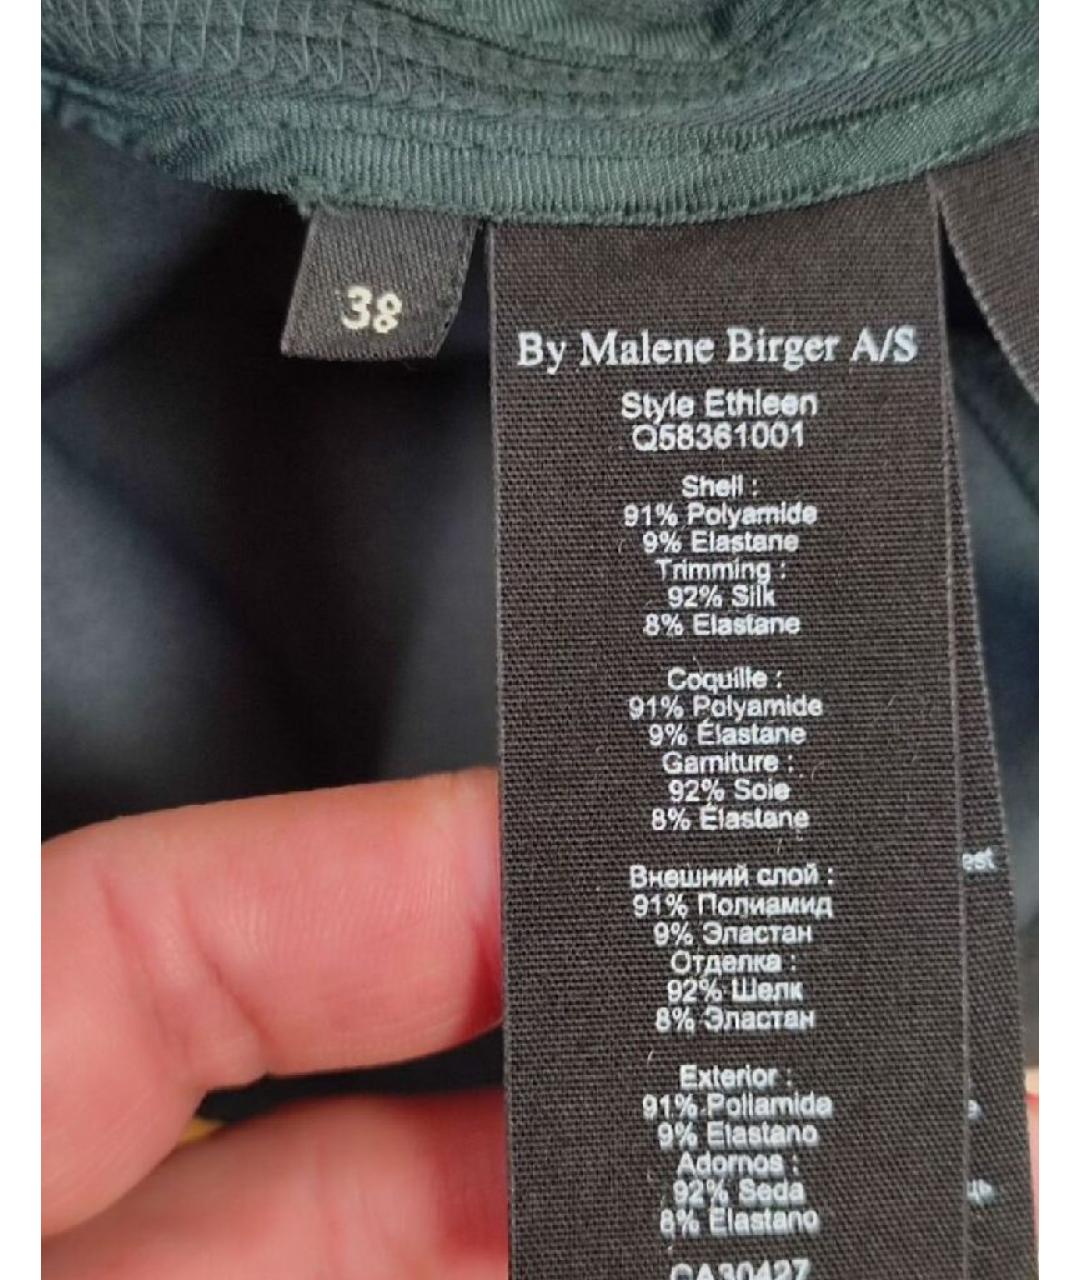 38
By Malene Birger A/S
Style Ethleen
Q58361001
Shell :
91% Polyamide
9% Elastane
Trimming :
92% Silk
8% Elastane
Coquille :
91% Polyamide
9% Élastane
Garniture :
92% Soie
8% Élastane
Внешний слой :
91% Полиамид
9% Эластан
Отделка :
92% Шелк
8% Эластан
Exterior :
91% Poliamida
9% Elastano
Adornos :
92% Seda
8% Elastano
CA30427
est